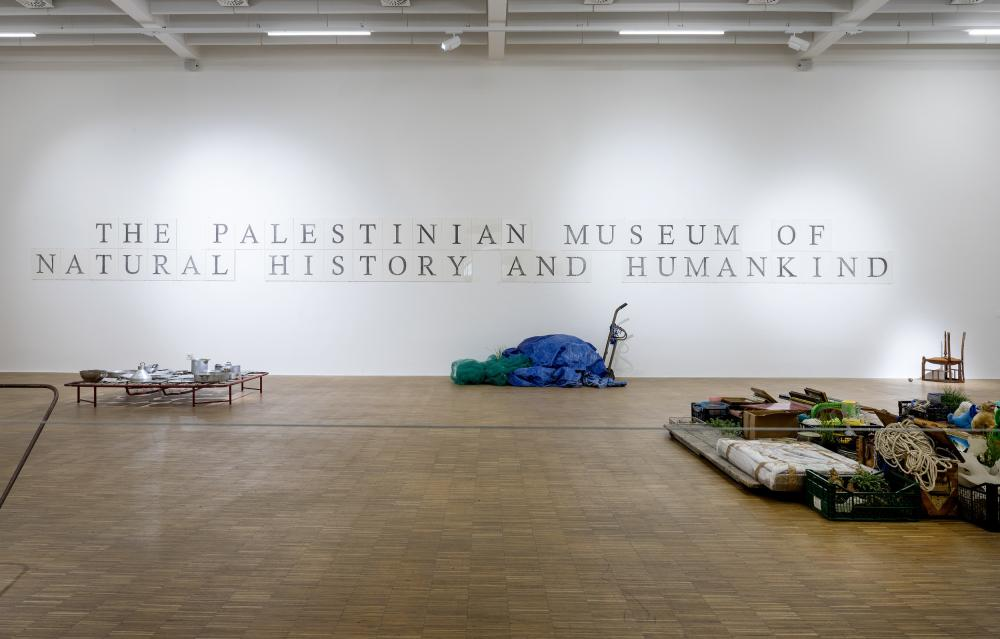 THE PALESTINIAN MUSEUM OF
NATURAL HISTORY AND HUMANKIND